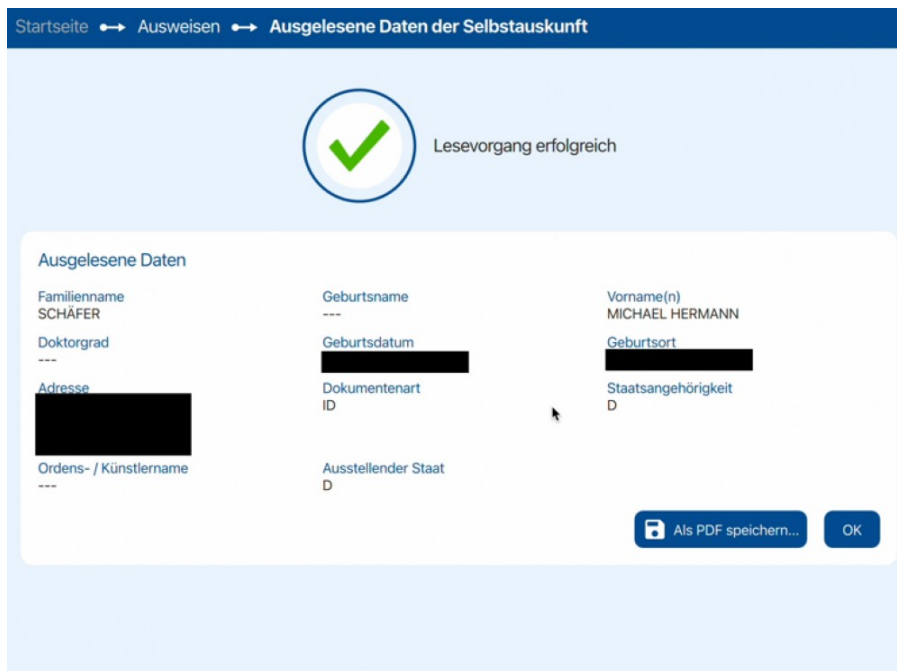 Startseite Ausweisen Ausgelesene Daten der Selbstauskunft
Lesevorgang erfolgreich
Ausgelesene Daten
Familienname
SCHÄFER
Geburtsname
---
Vorname(n)
MICHAEL HERMANN
Doktorgrad
---
Geburtsdatum
Geburtsort
Adresse
Dokumentenart
ID
Staatsangehörigkeit
D
Ordens- / Künstlername
---
Ausstellender Staat
D
Als PDF speichern...
OK